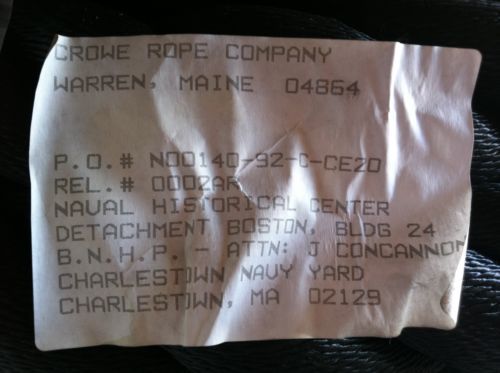 CROWE ROPE COMPANY
WARREN, MAINE 04864
P.O.# N00140-92-C-CE20
REL.# 0002AR
NAVAL HISTORICAL CENTER
DETACHMENT BOSTON, BLDG 24
B.N.H.P. - ATTN: J CONCANNON
CHARLESTOWN NAVY YARD
CHARLESTOWN, MA 02129